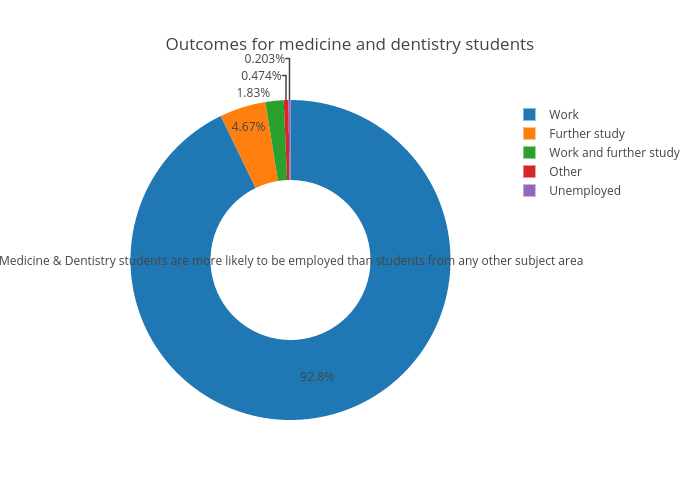 Outcomes for medicine and dentistry students
0.203%
0.474%
1.83%
4.67%
Work
Further study
Work and further study
Other
Unemployed
Medicine & Dentistry students are more likely to be employed than students from any other subject area
92.8%